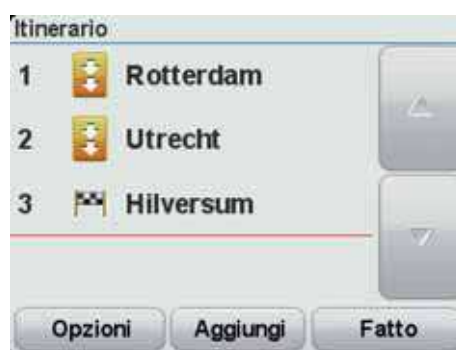 Itinerario
1 Rotterdam
2 Utrecht
3 Hilversum
Opzioni Aggiungi Fatto